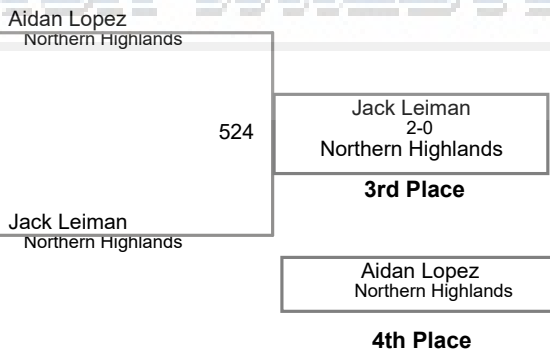 Aidan Lopez
Northern Highlands
524
Jack Leiman
2-0
Northern Highlands
3rd Place
Jack Leiman
Northern Highlands
Aidan Lopez
Northern Highlands
4th Place